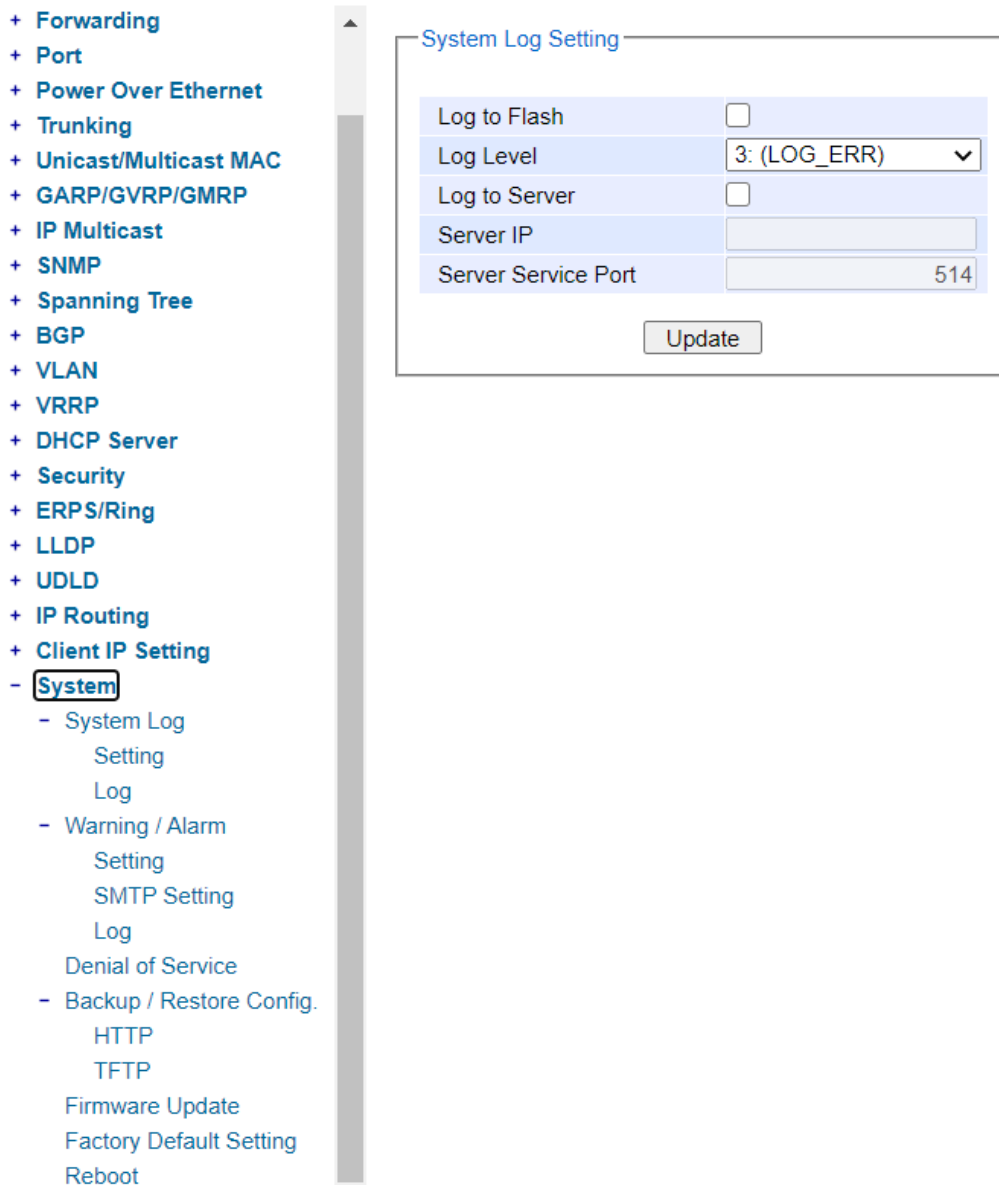 + Forwarding
+ Port
+ Power Over Ethernet
+ Trunking
+ Unicast/Multicast MAC
+ GARP/GVRP/GMRP
+ IP Multicast
+ SNMP
+ Spanning Tree
+ BGP
+ VLAN
+ VRRP
+ DHCP Server
+ Security
+ ERPS/Ring
+ LLDP
+ UDLD
+ IP Routing
+ Client IP Setting
- System
- System Log
Setting
Log
- Warning / Alarm
Setting
SMTP Setting
Log
Denial of Service
- Backup / Restore Config.
HTTP
TFTP
Firmware Update
Factory Default Setting
Reboot
System Log Setting
Log to Flash
Log Level 3: (LOG_ERR)
Log to Server
Server IP
Server Service Port 514
Update